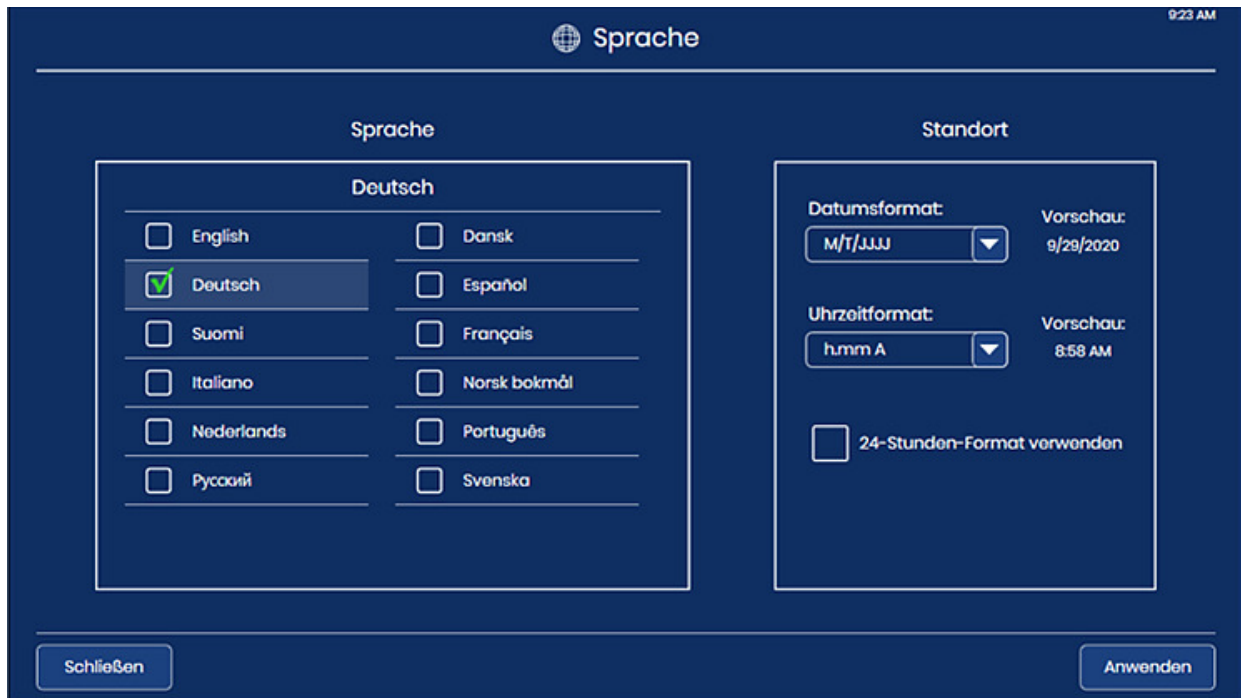 9:23 AM
Sprache
Sprache
Deutsch
English
Dansk
Deutsch
Español
Suomi
Français
Italiano
Norsk bokmål
Nederlands
Português
Русский
Svenska
Standort
Datumsformat:
Vorschau:
M/T/JJJJ
9/29/2020
Uhrzeitformat:
Vorschau:
h.mm A
8:58 AM
24-Stunden-Format verwenden
Schließen
Anwenden